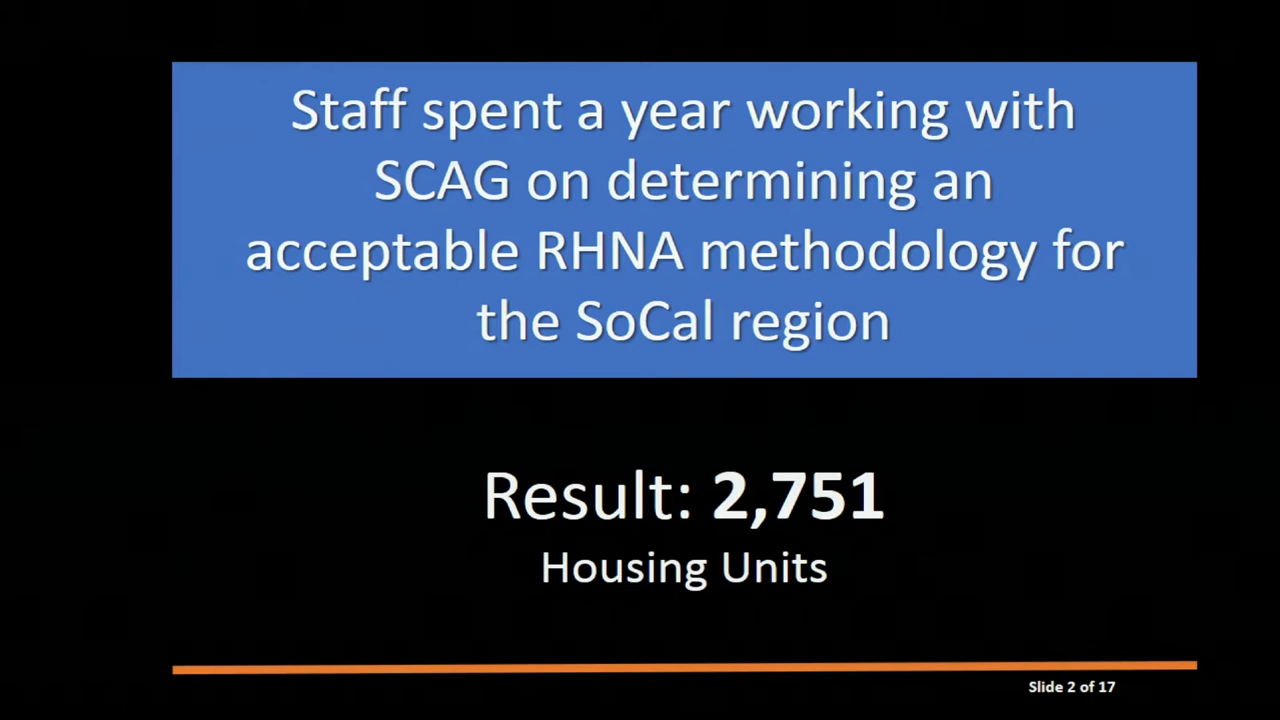 Staff spent a year working with
SCAG on determining an
acceptable RHNA methodology for
the SoCal region
Result: 2,751
Housing Units
Slide 2 of 17